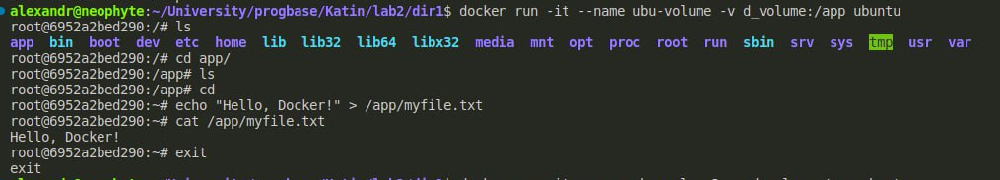 alexandr@neophyte:~/University/progbase/Katin/lab2/dir1$ docker run -it --name ubu-volume -v d_volume:/app ubuntu
root@6952a2bed290:/# ls
app bin boot dev etc home lib lib32 lib64 libx32 media mnt opt proc root run sbin srv sys tmp usr var
root@6952a2bed290:/# cd app/
root@6952a2bed290:/app# ls
root@6952a2bed290:/app# cd
root@6952a2bed290:~# echo "Hello, Docker!" > /app/myfile.txt
root@6952a2bed290:~# cat /app/myfile.txt
Hello, Docker!
root@6952a2bed290:~# exit
exit